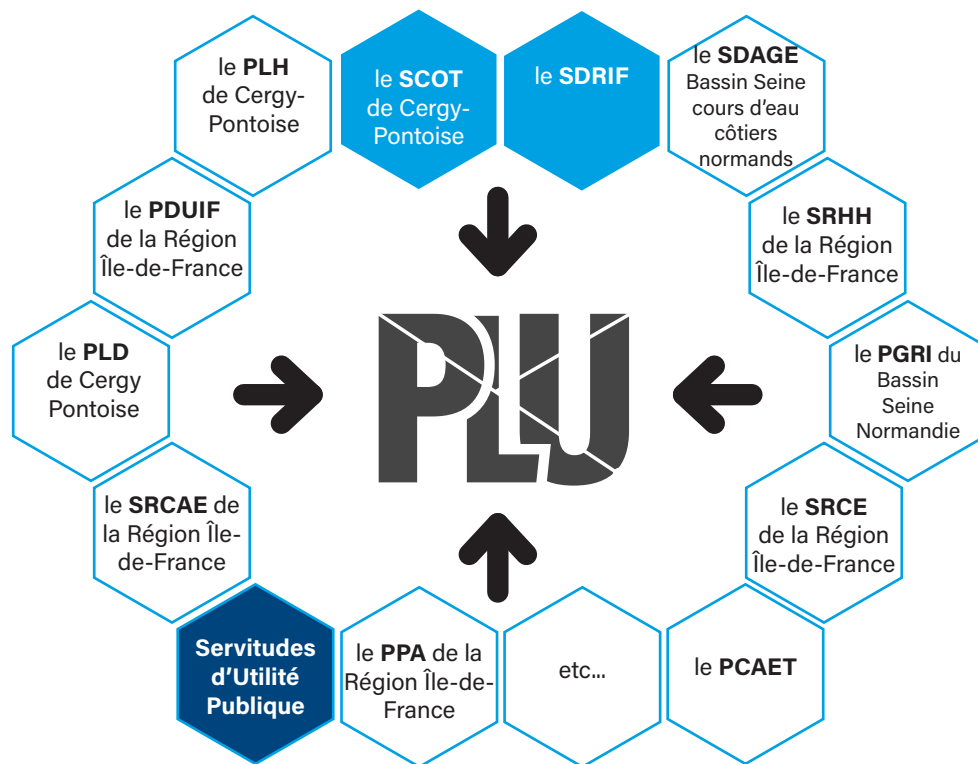 le PLH
de Cergy-
Pontoise
le SCOT
de Cergy-
Pontoise
le SDRIF
le SDAGE
Bassin Seine
cours d'eau
côtiers
normands
le PDUIF
de la Région
Île-de-France
le SRHH
de la Région
Île-de-France
le PLD
de Cergy
Pontoise
PLU
le PGRI du
Bassin
Seine
Normandie
le SRCAE de
la Région Île-
de-France
le SRCE
de la Région
Île-de-France
Servitudes
d'Utilité
Publique
le PPA de la
Région Île-de-
France
etc...
le PCAET